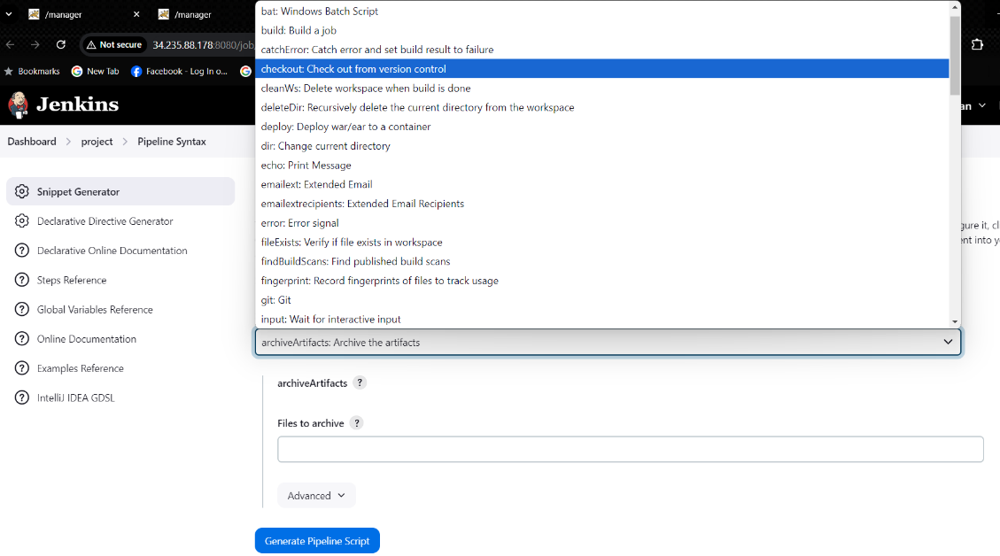 /manager
/manager
Not secure
34.235.88.178:8080/job,
Bookmarks
New Tab
Facebook - Log In o...
Jenkins
an
Dashboard
project
Pipeline Syntax
Snippet Generator
Declarative Directive Generator
Declarative Online Documentation
Steps Reference
Global Variables Reference
Online Documentation
Examples Reference
IntelliJ IDEA GDSL
bat: Windows Batch Script
build: Build a job
catchError: Catch error and set build result to failure
checkout: Check out from version control
cleanWs: Delete workspace when build is done
deleteDir: Recursively delete the current directory from the workspace
deploy: Deploy war/ear to a container
dir: Change current directory
echo: Print Message
emailext: Extended Email
emailextrecipients: Extended Email Recipients
error: Error signal
fileExists: Verify if file exists in workspace
findBuildScans: Find published build scans
fingerprint: Record fingerprints of files to track usage
git: Git
input: Wait for interactive input
gure it, cl
ent into y
archiveArtifacts: Archive the artifacts
archiveArtifacts ?
Files to archive ?
Advanced
Generate Pipeline Script